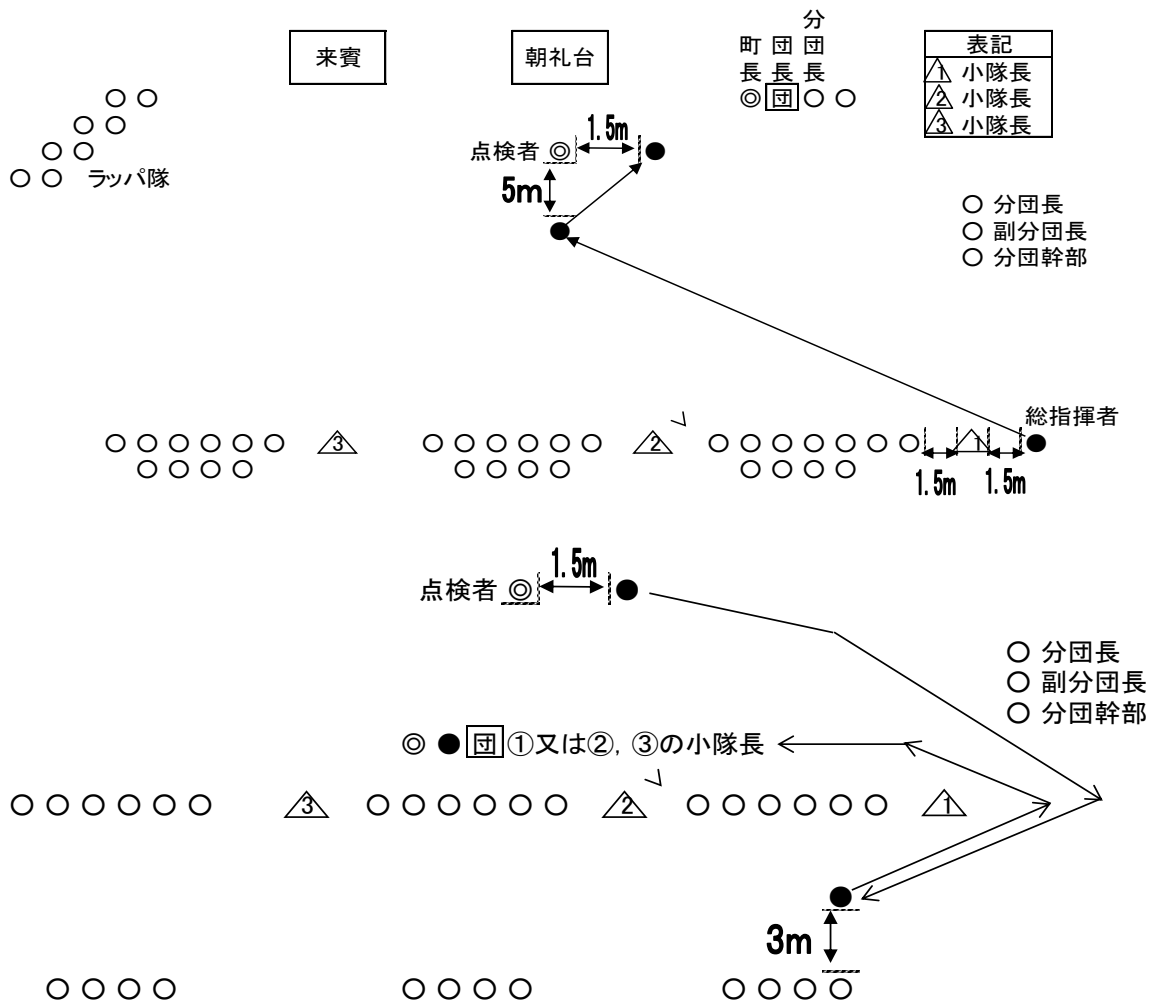 来賓
朝礼台
町長
団長
分団長
◎ 団 ○ ○
表記
1 小隊長
2 小隊長
3 小隊長
ラッパ隊
点検者 ◎
1.5m
5m
○ 分団長
○ 副分団長
○ 分団幹部
総指揮者
3
2
1
1.5m 1.5m
点検者 ◎
1.5m
○ 分団長
○ 副分団長
○ 分団幹部
◎ ● 団 ①又は②, ③の小隊長
3
2
1
3m